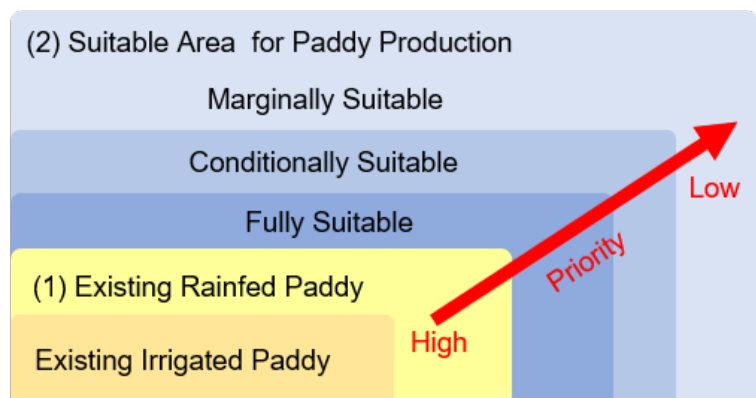 (2) Suitable Area for Paddy Production
Marginally Suitable
Conditionally Suitable
Low
Fully Suitable
Priority
(1) Existing Rainfed Paddy
High
Existing Irrigated Paddy